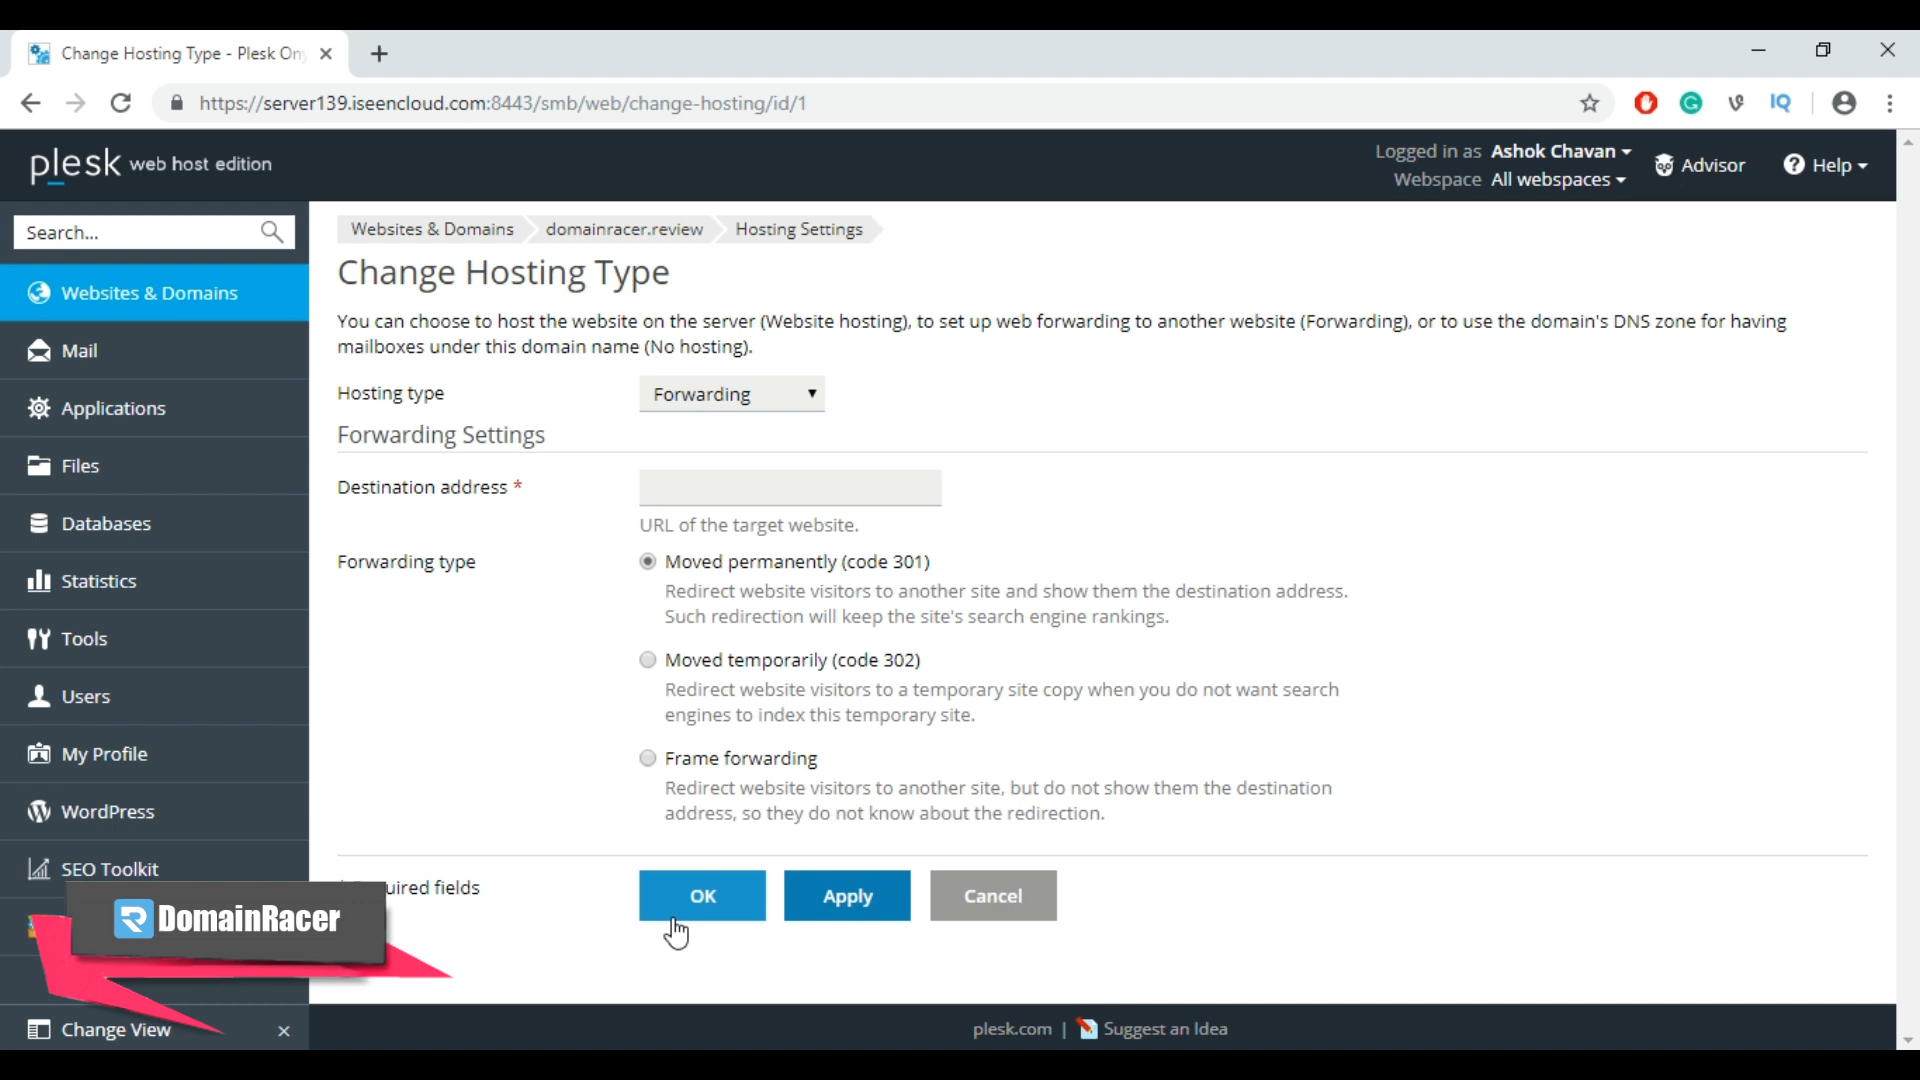 Change Hosting Type - Plesk On
https://server139.iseencloud.com:8443/smb/web/change-hosting/id/1
IQ
plesk web host edition
Logged in as Ashok Chavan
Webspace All webspaces
Advisor
Help
Search...
Websites & Domains
Mail
Applications
Files
Databases
Statistics
Tools
Users
My Profile
WordPress
SEO Toolkit
DomainRacer
Change View
Websites & Domains domainracer.review Hosting Settings
Change Hosting Type
You can choose to host the website on the server (Website hosting), to set up web forwarding to another website (Forwarding), or to use the domain's DNS zone for having
mailboxes under this domain name (No hosting).
Hosting type Forwarding
Forwarding Settings
Destination address *
URL of the target website.
Forwarding type Moved permanently (code 301)
Redirect website visitors to another site and show them the destination address.
Such redirection will keep the site's search engine rankings.
Moved temporarily (code 302)
Redirect website visitors to a temporary site copy when you do not want search
engines to index this temporary site.
Frame forwarding
Redirect website visitors to another site, but do not show them the destination
address, so they do not know about the redirection.
fields OK Apply Cancel
plesk.com | Suggest an Idea